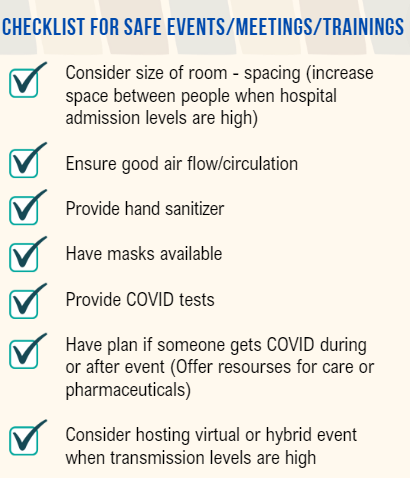 CHECKLIST FOR SAFE EVENTS/MEETINGS/TRAININGS
Consider size of room - spacing (increase
space between people when hospital
admission levels are high)
Ensure good air flow/circulation
Provide hand sanitizer
Have masks available
Provide COVID tests
Have plan if someone gets COVID during
or after event (Offer resourses for care or
pharmaceuticals)
Consider hosting virtual or hybrid event
when transmission levels are high